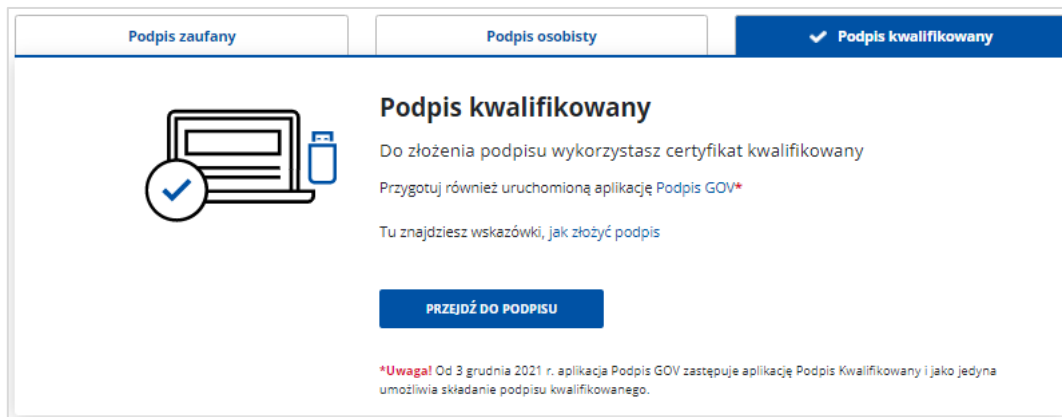 Podpis zaufany
Podpis osobisty
Podpis kwalifikowany
Podpis kwalifikowany
Do złożenia podpisu wykorzystasz certyfikat kwalifikowany
Przygotuj również uruchomioną aplikację Podpis GOV*
Tu znajdziesz wskazówki, jak złożyć podpis
PRZEJDŹ DO PODPISU
*Uwaga! Od 3 grudnia 2021 r. aplikacja Podpis GOV zastępuje aplikację Podpis Kwalifikowany i jako jedyna
umożliwia składanie podpisu kwalifikowanego.